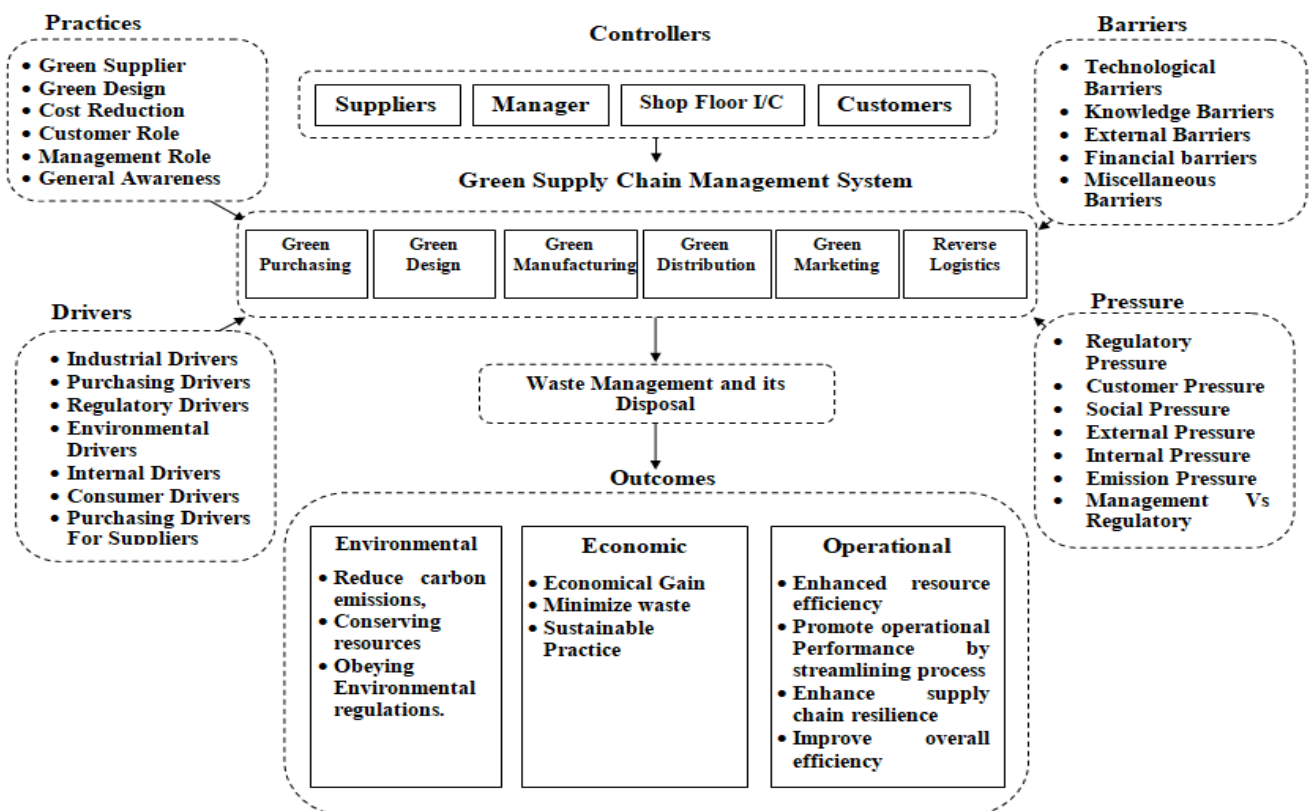 Practices
• Green Supplier
• Green Design
• Cost Reduction
• Customer Role
• Management Role
• General Awareness
Controllers
Suppliers
Manager
Shop Floor I/C
Customers
Barriers
• Technological
Barriers
• Knowledge Barriers
• External Barriers
• Financial barriers
• Miscellaneous
Barriers
Green Supply Chain Management System
Green
Purchasing
Green
Design
Green
Manufacturing
Green
Distribution
Green
Marketing
Reverse
Logistics
Drivers
• Industrial Drivers
• Purchasing Drivers
• Regulatory Drivers
• Environmental
Drivers
• Internal Drivers
• Consumer Drivers
• Purchasing Drivers
For Suppliers
Pressure
• Regulatory
Pressure
• Customer Pressure
• Social Pressure
• External Pressure
• Internal Pressure
• Emission Pressure
• Management Vs
Regulatory
Waste Management and its
Disposal
Outcomes
Environmental
• Reduce carbon
emissions,
• Conserving
resources
• Obeying
Environmental
regulations.
Economic
• Economical Gain
• Minimize waste
• Sustainable
Practice
Operational
• Enhanced resource
efficiency
• Promote operational
Performance by
streamlining process
• Enhance supply
chain resilience
• Improve overall
efficiency